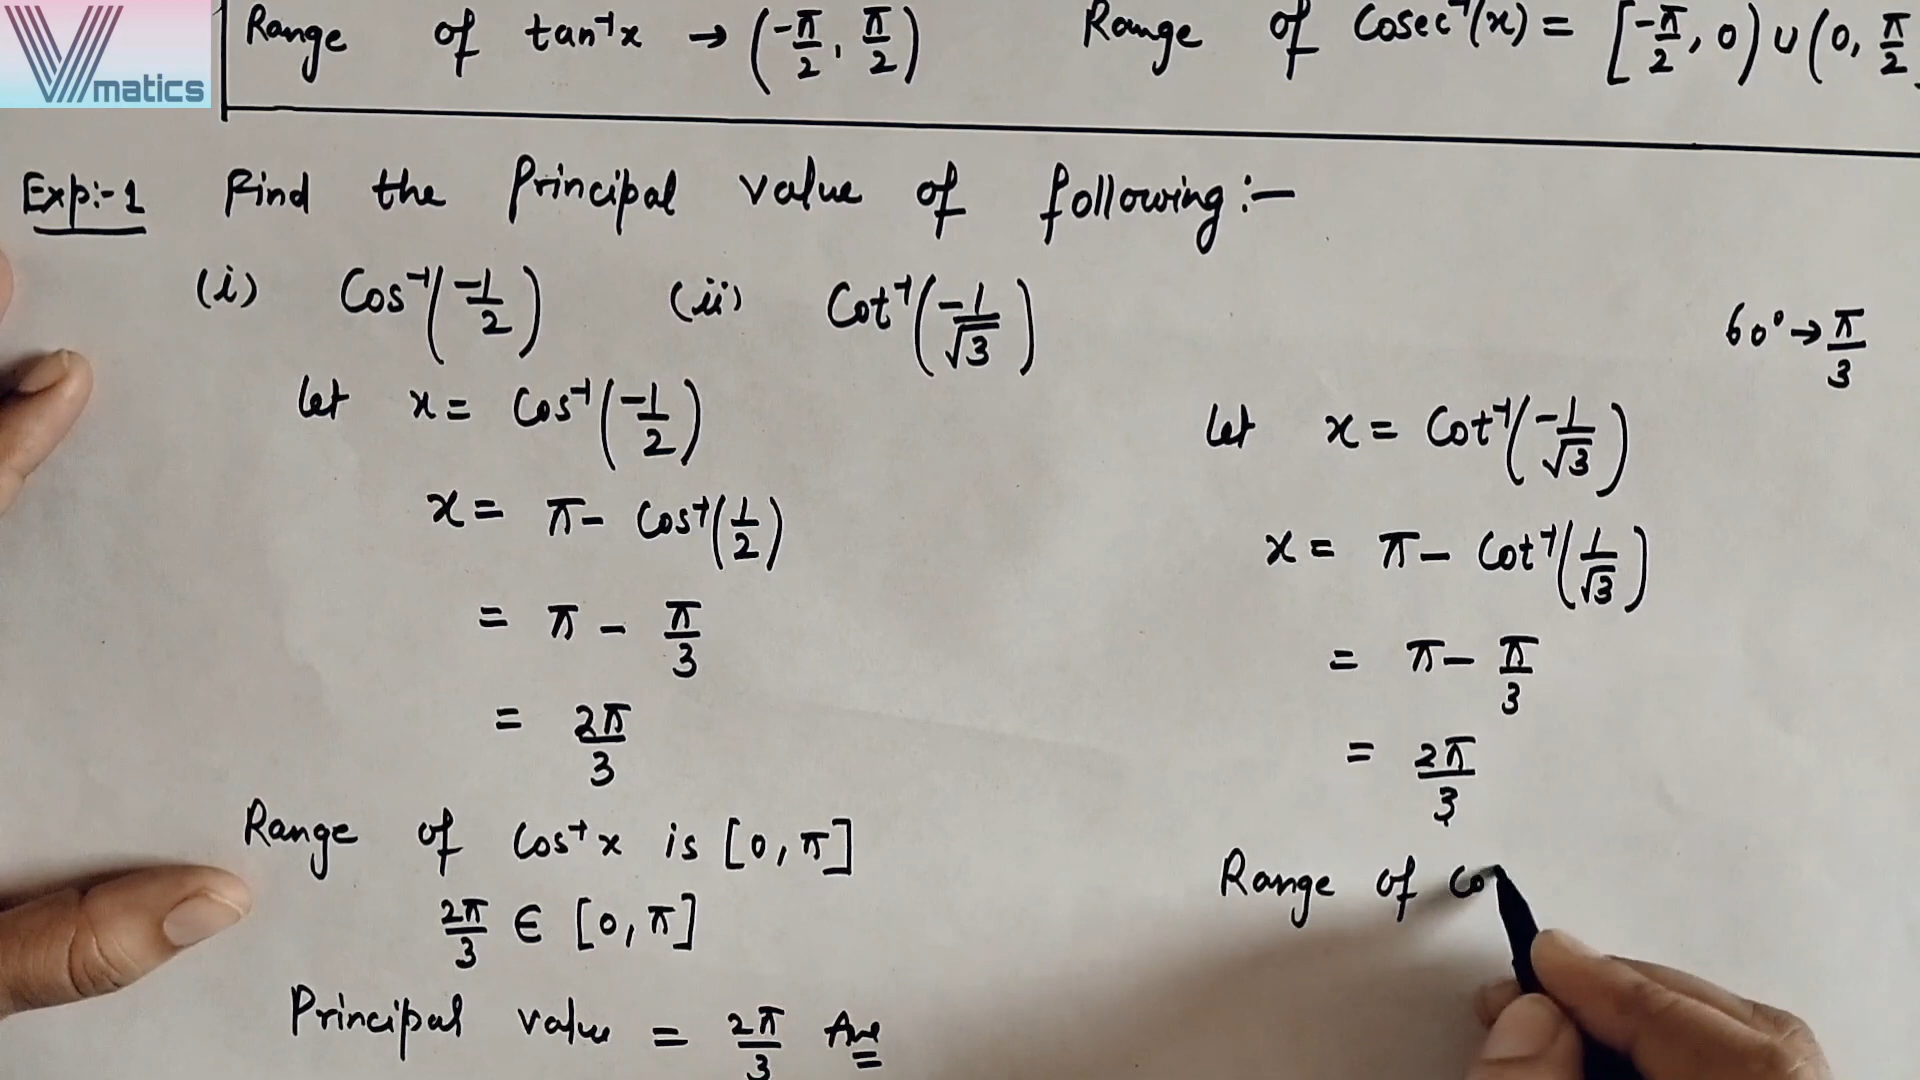 Vmatics
Range of tan⁻¹x → (-π/2, π/2)
Range of Cosec⁻¹(x) = [-π/2, 0) ∪ (0, π/2
Exp:-1 Find the Principal value of following:-
(i) Cos⁻¹(-1/2) (ii) Cot⁻¹(-1/√3)
60° → π/3
let x = Cos⁻¹(-1/2)
x = π - Cos⁻¹(1/2)
= π - π/3
= 2π/3
Range of Cos⁻¹x is [0, π]
2π/3 ∈ [0, π]
Principal value = 2π/3 Ans
let x = Cot⁻¹(-1/√3)
x = π - Cot⁻¹(1/√3)
= π - π/3
= 2π/3
Range of Co